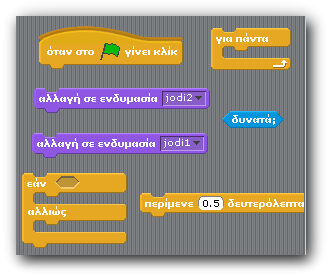 όταν στο γίνει κλίκ
για πάντα
αλλαγή σε ενδυμασία jodi2
δυνατά;
αλλαγή σε ενδυμασία jodi1
εάν
αλλιώς
περίμενε 0.5 δευτερόλεπτα